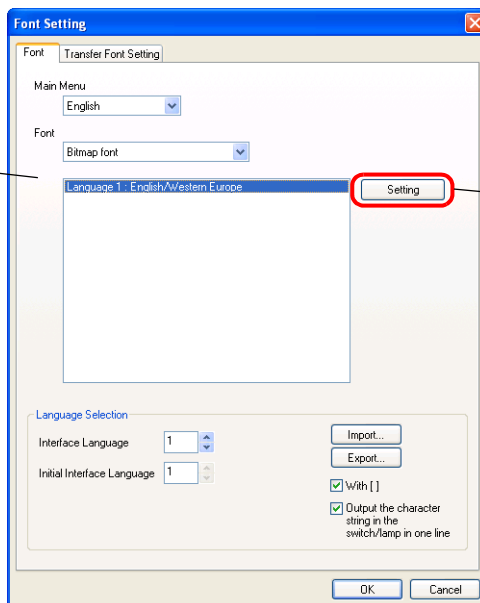 Font Setting
Font
Transfer Font Setting
Main Menu
English
Font
Bitmap font
Language 1 : English/Western Europe
Setting
Language Selection
Interface Language
1
Initial Interface Language
1
Import...
Export...
With [ ]
Output the character
string in the
switch/lamp in one line
OK
Cancel